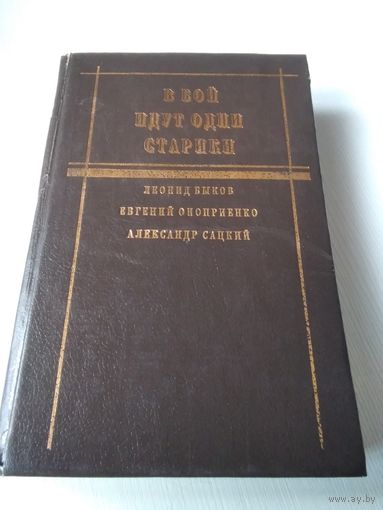 В БОЙ
ИДУТ ОДНИ
СТАРИКИ
ЛЕОНИД БЫКОВ
ЕВГЕНИЙ ОНОПРИЕНКО
АЛЕКСАНДР САЦКИЙ
www.ay.by